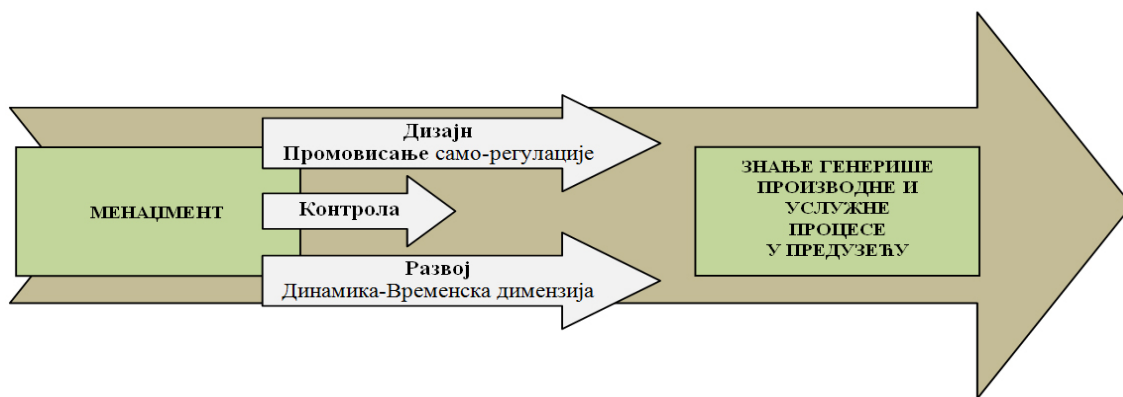 Дизајн
Промовисање само-регулације
МЕНАЏМЕНТ
Контрола
Развој
Динамика-Временска димензија
ЗНАЊЕ ГЕНЕРИШЕ
ПРОИЗВОДНЕ И
УСЛУЖНЕ
ПРОЦЕСЕ
У ПРЕДУЗЕЋУ